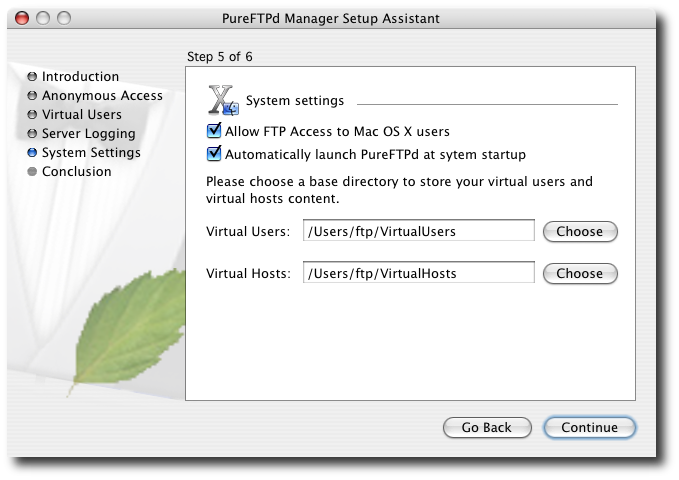 PureFTPd Manager Setup Assistant
Step 5 of 6
Introduction
Anonymous Access
Virtual Users
Server Logging
System Settings
Conclusion
System settings
Allow FTP Access to Mac OS X users
Automatically launch PureFTPd at sytem startup
Please choose a base directory to store your virtual users and
virtual hosts content.
Virtual Users: /Users/ftp/VirtualUsers Choose
Virtual Hosts: /Users/ftp/VirtualHosts Choose
Go Back Continue